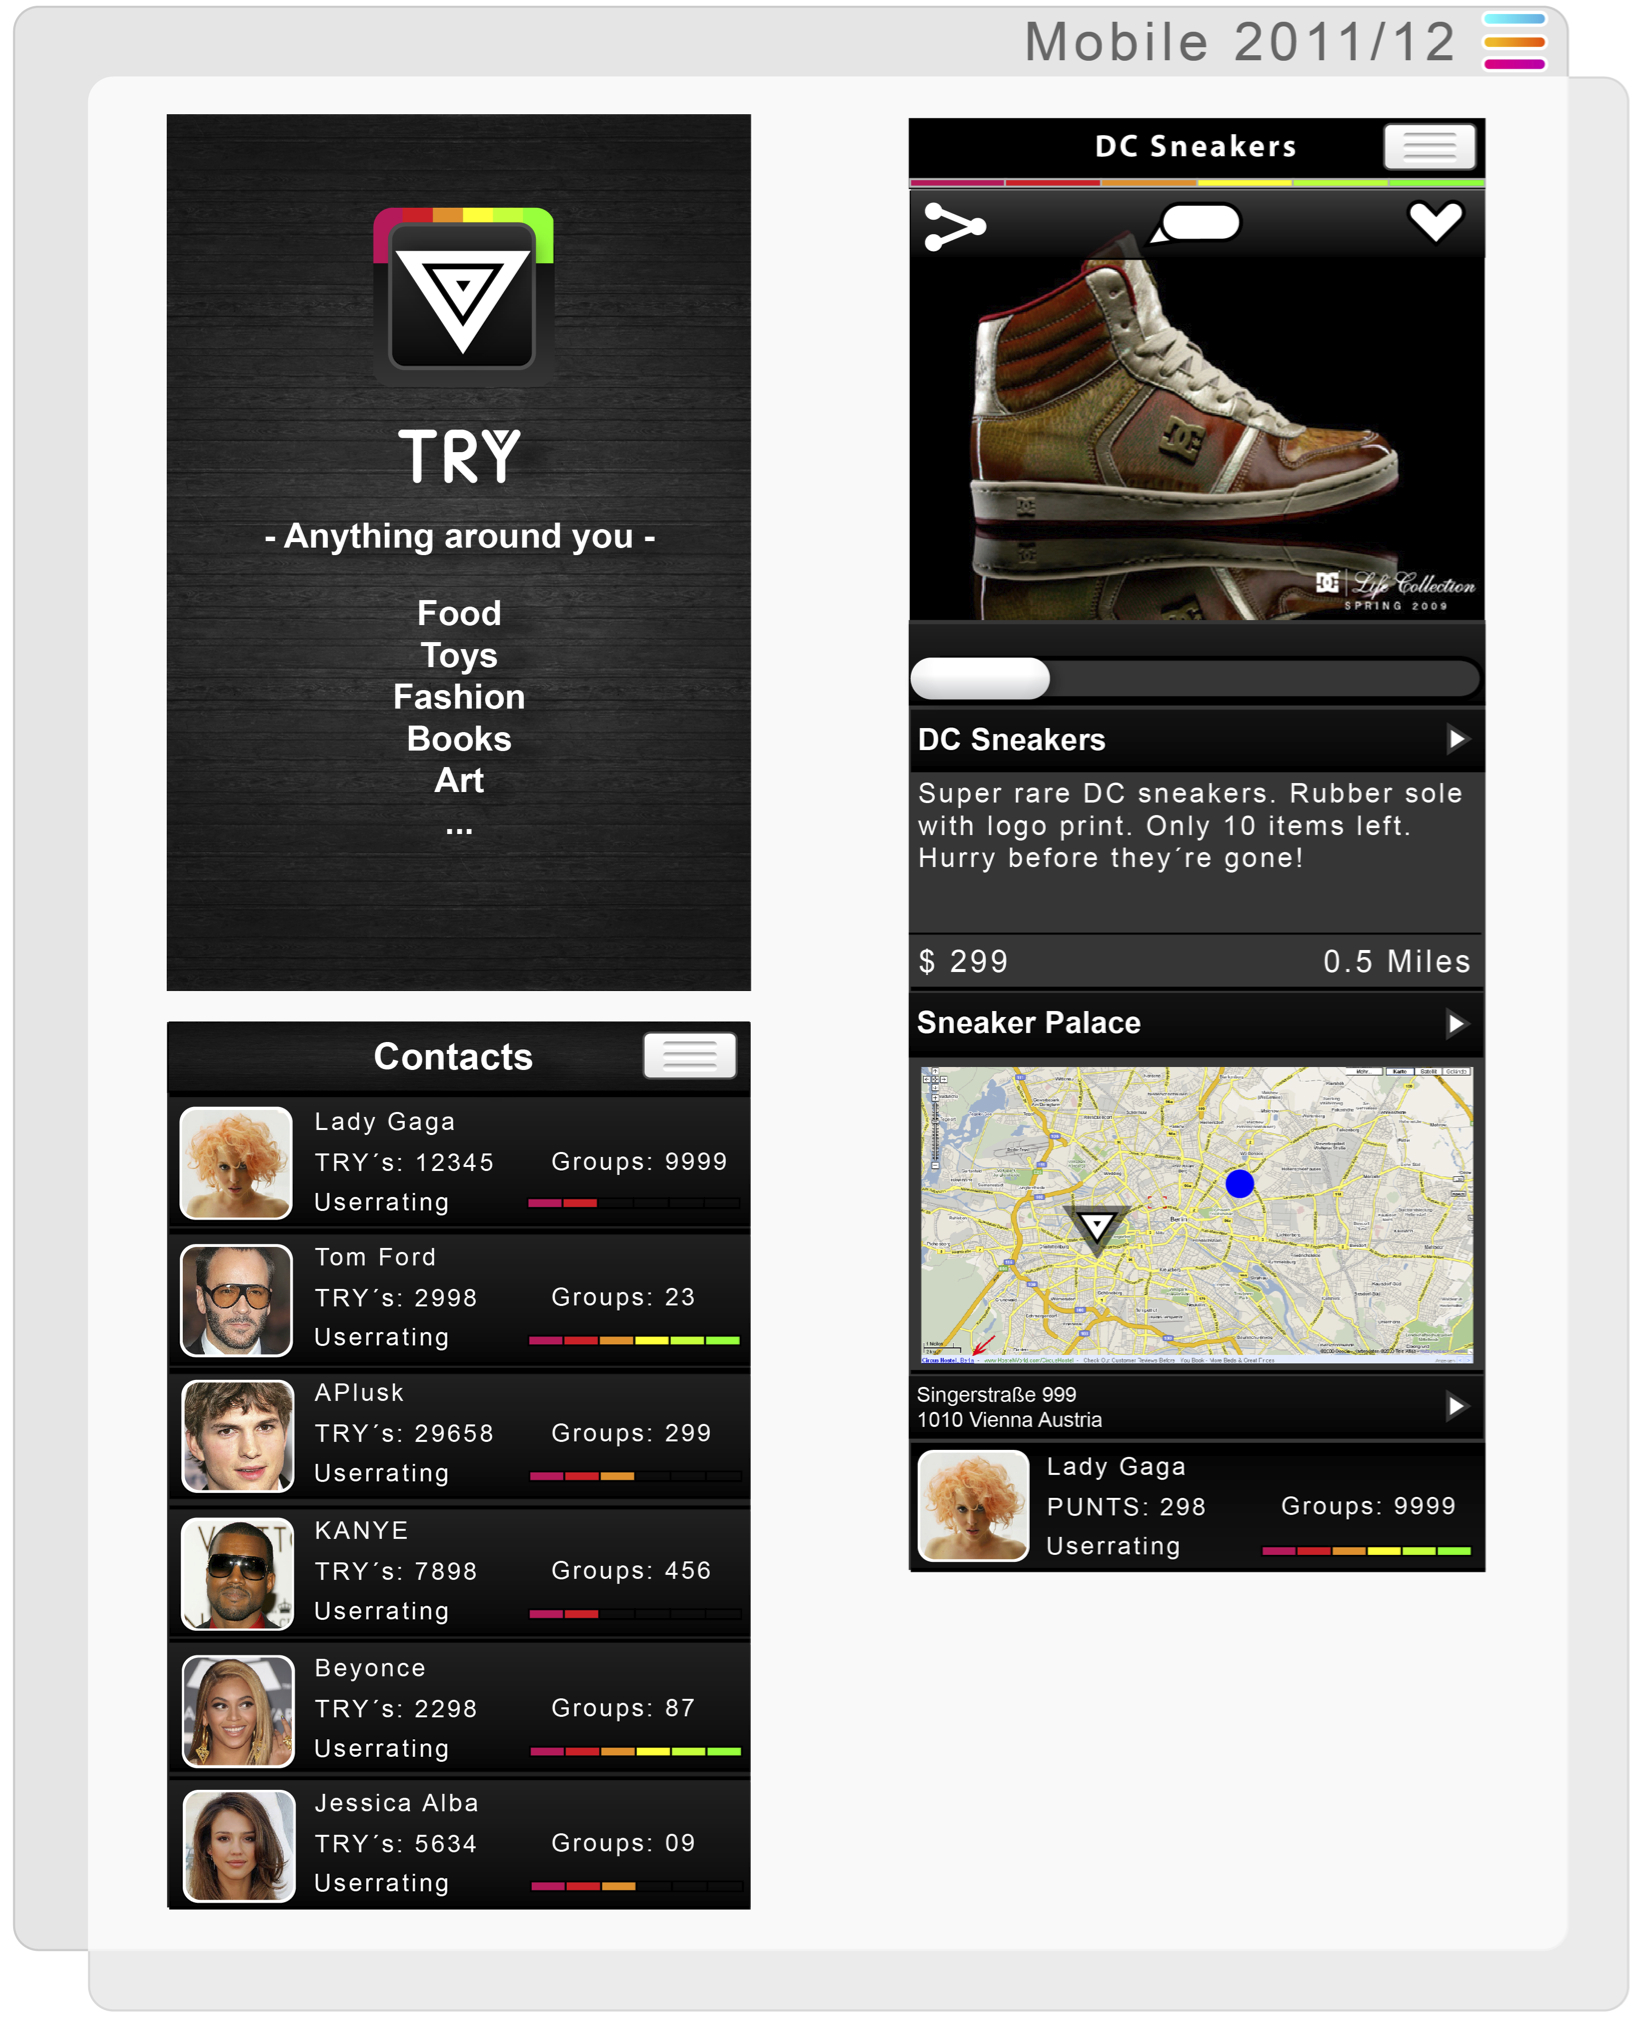 Mobile 2011/12
TRY
- Anything around you -
Food
Toys
Fashion
Books
Art
...
Contacts
Lady Gaga
TRY´s: 12345 Groups: 9999
Userrating
Tom Ford
TRY´s: 2998 Groups: 23
Userrating
APlusk
TRY´s: 29658 Groups: 299
Userrating
KANYE
TRY´s: 7898 Groups: 456
Userrating
Beyonce
TRY´s: 2298 Groups: 87
Userrating
Jessica Alba
TRY´s: 5634 Groups: 09
Userrating
DC Sneakers
DC Life Collection
SPRING 2009
DC Sneakers
Super rare DC sneakers. Rubber sole
with logo print. Only 10 items left.
Hurry before they´re gone!
$ 299 0.5 Miles
Sneaker Palace
Karte
Berlin
Singerstraße 999
1010 Vienna Austria
Lady Gaga
PUNTS: 298 Groups: 9999
Userrating